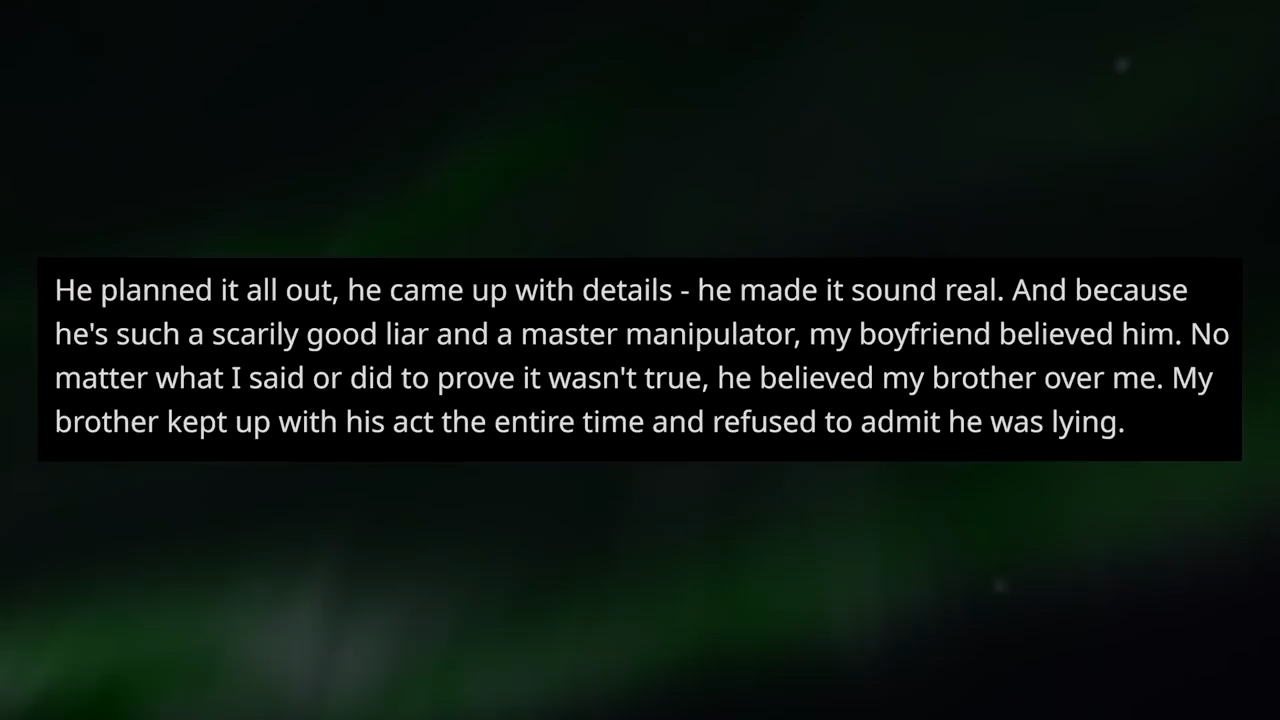 He planned it all out, he came up with details - he made it sound real. And because
he's such a scarily good liar and a master manipulator, my boyfriend believed him. No
matter what I said or did to prove it wasn't true, he believed my brother over me. My
brother kept up with his act the entire time and refused to admit he was lying.